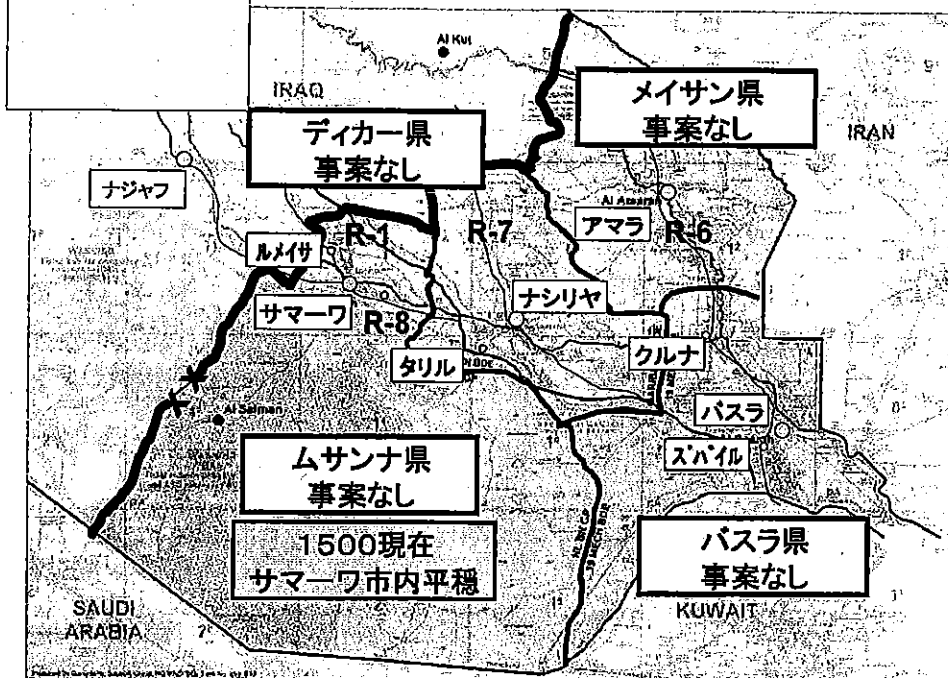 Al Kut
IRAQ
メイサン県
事案なし
IRAN
ディカー県
事案なし
ナジャフ
アマラ
R-6
R-7
R-1
ルメイサ
サマーワ
R-8
ナシリヤ
タリル
クルナ
バスラ
Al Salman
ズバイル
ムサンナ県
事案なし
1500現在
サマーワ市内平穏
バスラ県
事案なし
SAUDI
ARABIA
KUWAIT